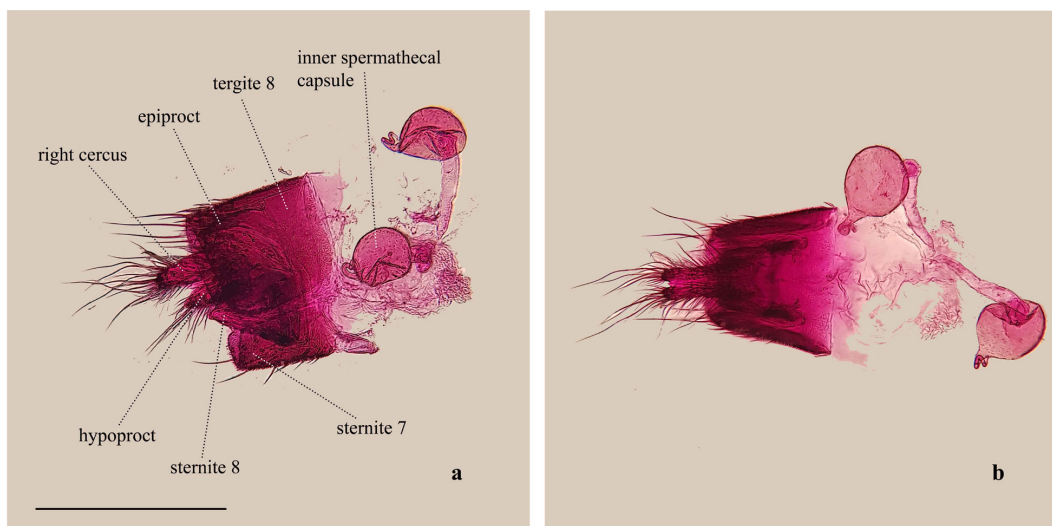 inner spermathecal
capsule
tergite 8
epiproct
right cercus
hypoproct
sternite 8
sternite 7
a
b